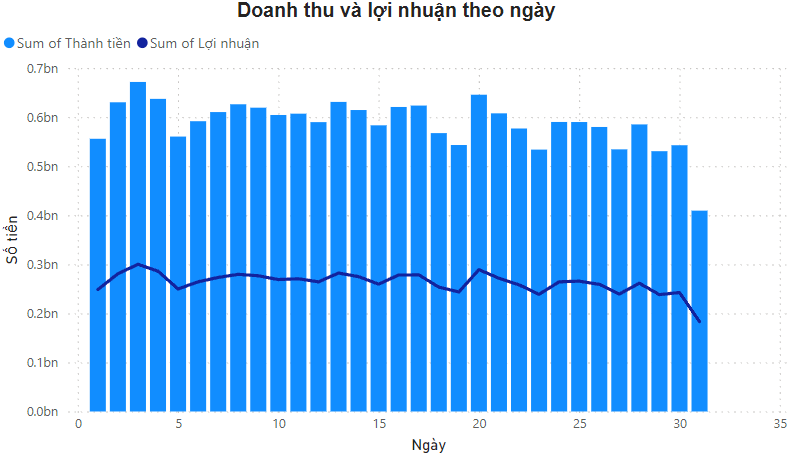 Doanh thu và lợi nhuận theo ngày
Sum of Thành tiền Sum of Lợi nhuận
0.7bn
0.6bn
0.5bn
0.4bn
0.3bn
0.2bn
0.1bn
0.0bn
Số tiền
0 5 10 15 20 25 30 35
Ngày